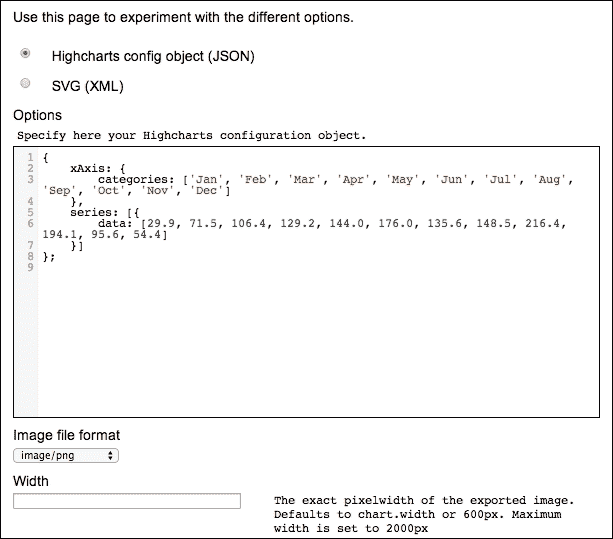 Use this page to experiment with the different options.
Highcharts config object (JSON)
SVG (XML)
Options
Specify here your Highcharts configuration object.
1 {
2 xAxis: {
3 categories: ['Jan', 'Feb', 'Mar', 'Apr', 'May', 'Jun', 'Jul', 'Aug',
'Sep', 'Oct', 'Nov', 'Dec']
4 },
5 series: [{
6 data: [29.9, 71.5, 106.4, 129.2, 144.0, 176.0, 135.6, 148.5, 216.4,
194.1, 95.6, 54.4]
7 }]
8 };
9
Image file format
image/png
Width
The exact pixelwidth of the exported image.
Defaults to chart.width or 600px. Maximum
width is set to 2000px